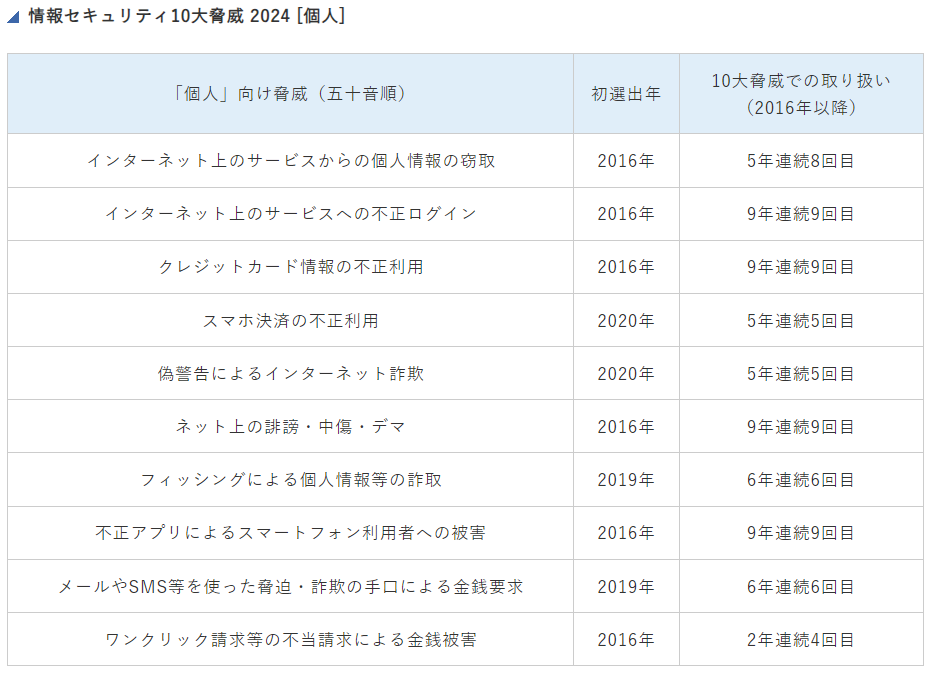 情報セキュリティ10大脅威 2024 [個人]
「個人」向け脅威（五十音順） 初選出年 10大脅威での取り扱い
（2016年以降）
インターネット上のサービスからの個人情報の窃取 2016年 5年連続8回目
インターネット上のサービスへの不正ログイン 2016年 9年連続9回目
クレジットカード情報の不正利用 2016年 9年連続9回目
スマホ決済の不正利用 2020年 5年連続5回目
偽警告によるインターネット詐欺 2020年 5年連続5回目
ネット上の誹謗・中傷・デマ 2016年 9年連続9回目
フィッシングによる個人情報等の詐取 2019年 6年連続6回目
不正アプリによるスマートフォン利用者への被害 2016年 9年連続9回目
メールやSMS等を使った脅迫・詐欺の手口による金銭要求 2019年 6年連続6回目
ワンクリック請求等の不当請求による金銭被害 2016年 2年連続4回目